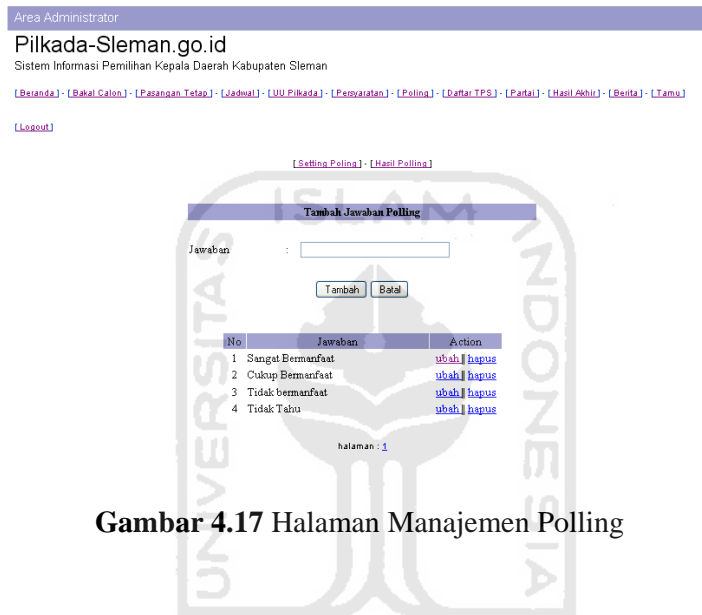 Area Administrator
Pilkada-Sleman.go.id
Sistem Informasi Pemilihan Kepala Daerah Kabupaten Sleman
[ Beranda ] - [ Bakal Calon ] - [ Pasangan Tetap ] - [ Jadwal ] - [ UU Pilkada ] - [ Persyaratan ] - [ Poling ] - [ Daftar TPS ] - [ Partai ] - [ Hasil Akhir ] - [ Berita ] - [ Tamu ]
[ Logout ]
[ Setting Poling ] - [ Hasil Polling ]
Tambah Jawaban Polling
Jawaban :
Tambah Batal
No Jawaban Action
1 Sangat Bermanfaat ubah || hapus
2 Cukup Bermanfaat ubah || hapus
3 Tidak bermanfaat ubah || hapus
4 Tidak Tahu ubah || hapus
halaman : 1
Gambar 4.17 Halaman Manajemen Polling
UNIVERSITAS
ISLAM
INDONESIA